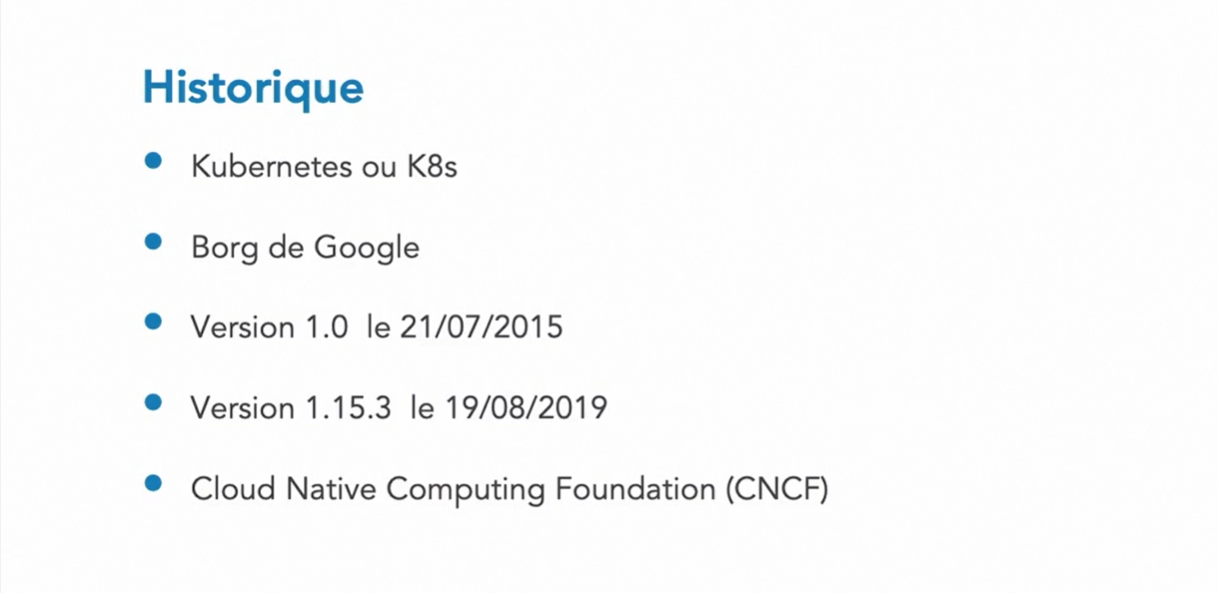 Historique
Kubernetes ou K8s
Borg de Google
Version 1.0 le 21/07/2015
Version 1.15.3 le 19/08/2019
Cloud Native Computing Foundation (CNCF)